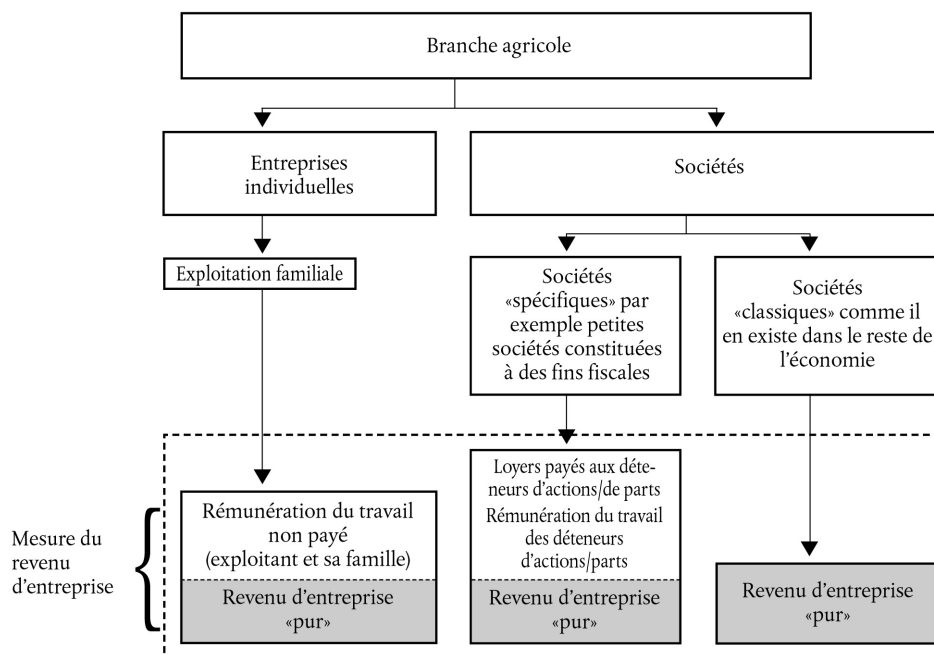 Branche agricole
Entreprises
individuelles
Sociétés
Exploitation familiale
Sociétés
«spécifiques» par
exemple petites
sociétés constituées
à des fins fiscales
Sociétés
«classiques» comme il
en existe dans le reste de
l'économie
Mesure du
revenu
d'entreprise
Rémunération du travail
non payé
(exploitant et sa famille)
Revenu d'entreprise
«pur»
Loyers payés aux déte-
neurs d'actions/de parts
Rémunération du travail
des déteneurs
d'actions/parts
Revenu d'entreprise
«pur»
Revenu d'entreprise
«pur»